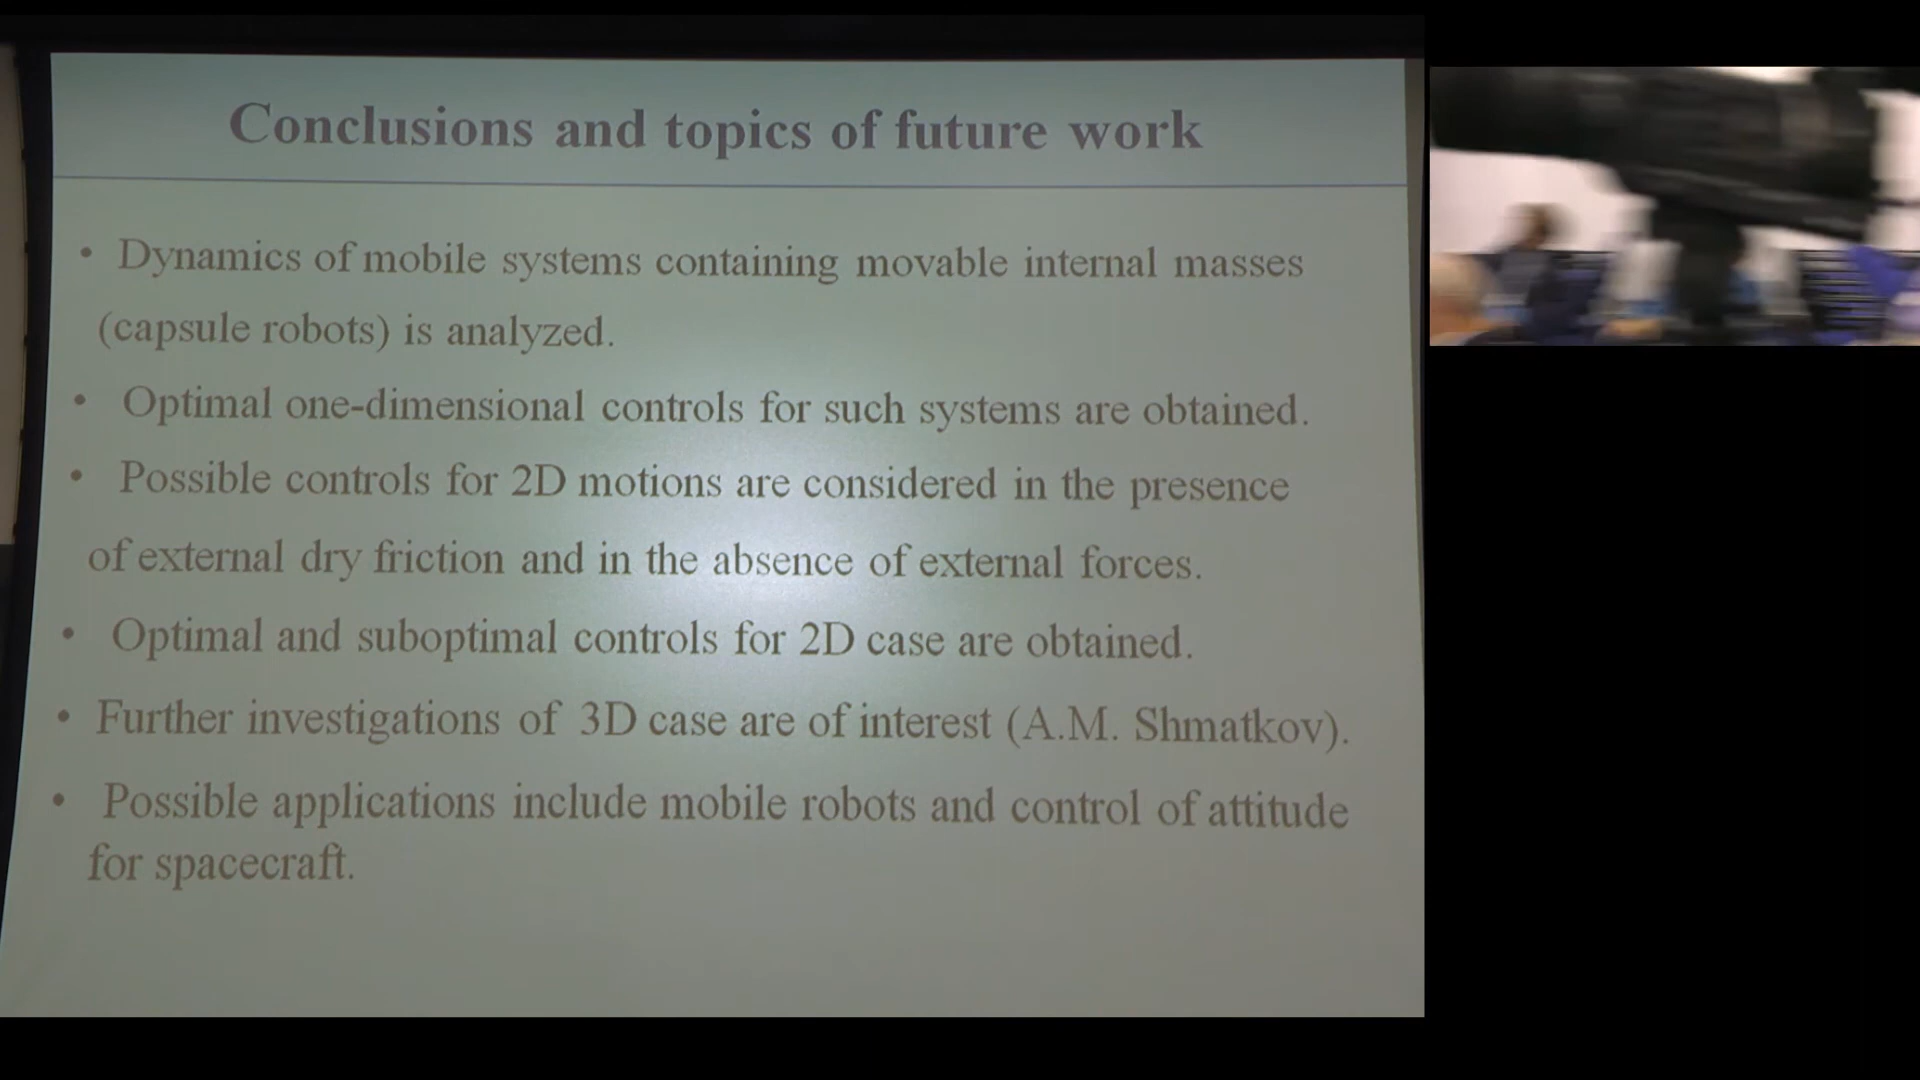 Conclusions and topics of future work
• Dynamics of mobile systems containing movable internal masses
(capsule robots) is analyzed.
• Optimal one-dimensional controls for such systems are obtained.
• Possible controls for 2D motions are considered in the presence
of external dry friction and in the absence of external forces.
• Optimal and suboptimal controls for 2D case are obtained.
• Further investigations of 3D case are of interest (A.M. Shmatkov).
• Possible applications include mobile robots and control of attitude
for spacecraft.